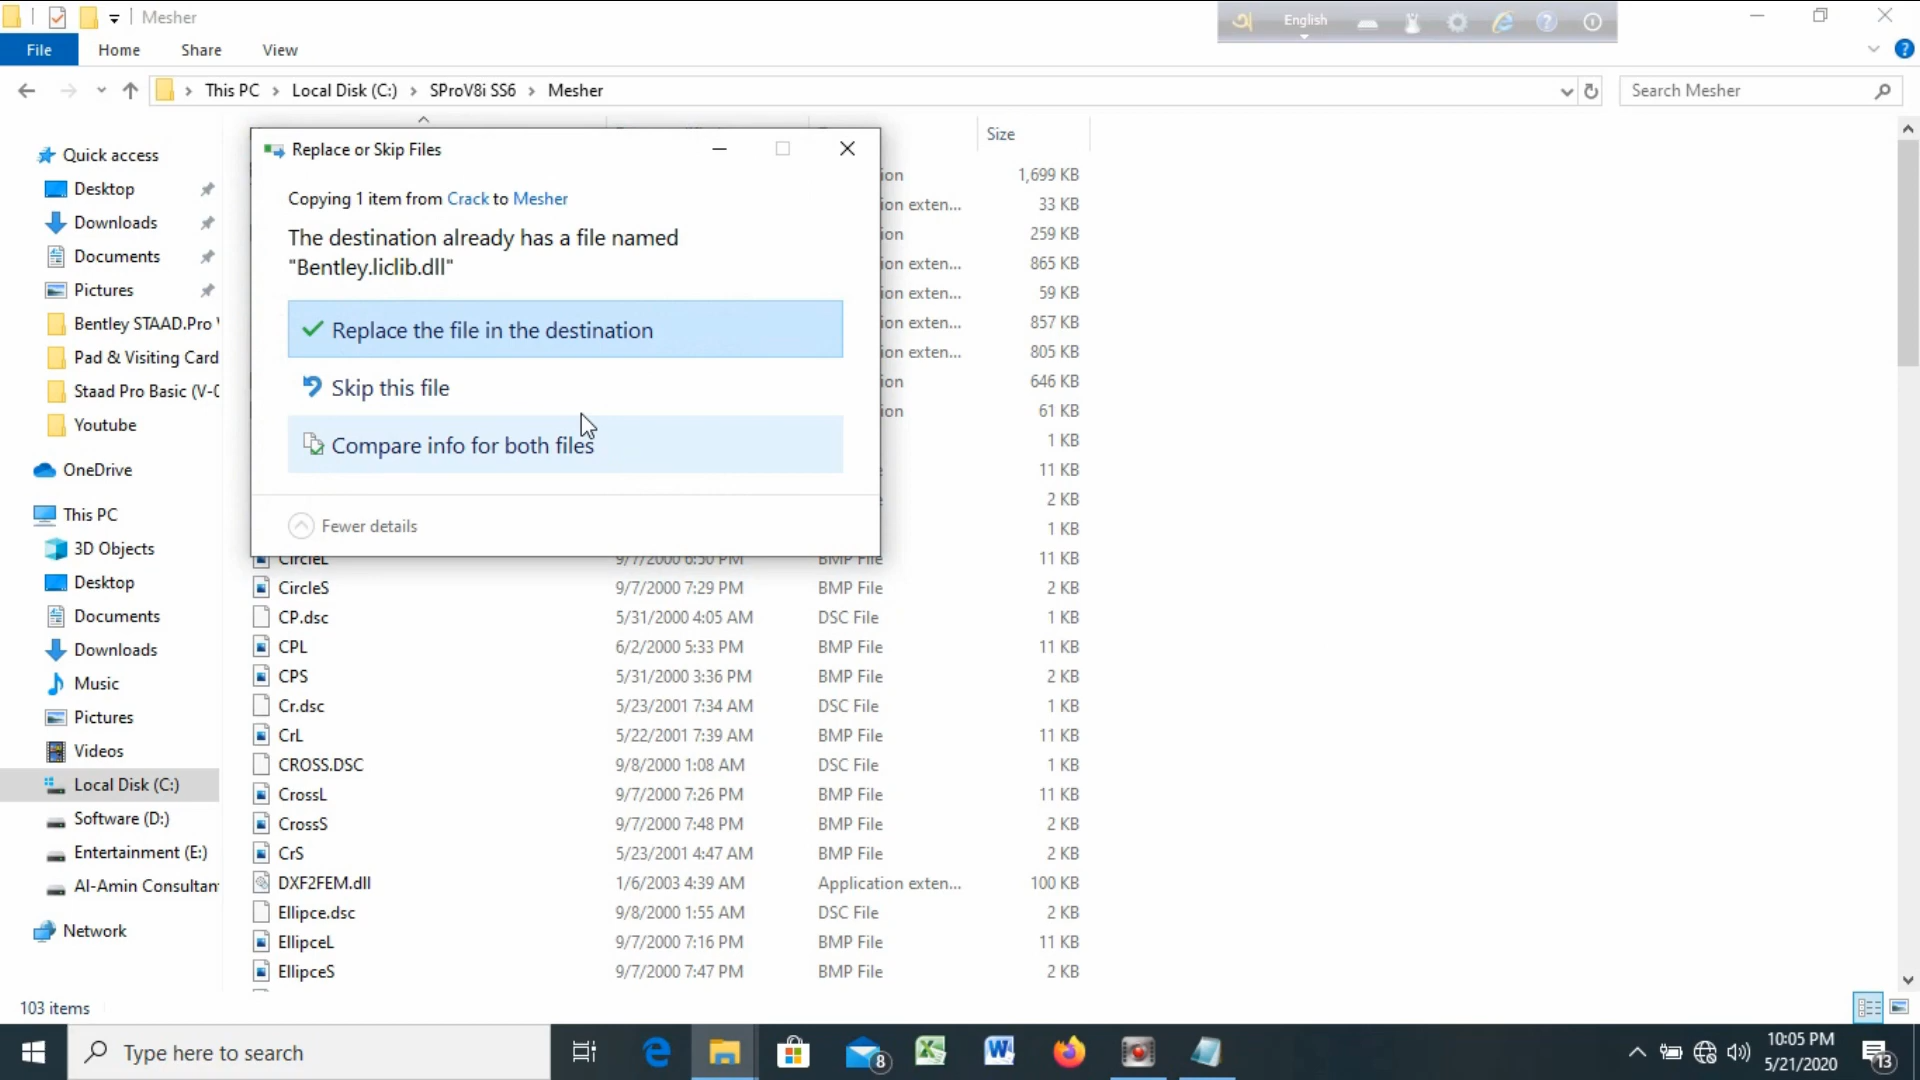 Mesher
English
File
Home
Share
View
This PC
Local Disk (C:)
SProV8i SS6
Mesher
Search Mesher
Quick access
Desktop
Downloads
Documents
Pictures
Bentley STAAD.Pro
Pad & Visiting Card
Staad Pro Basic (V-0
Youtube
OneDrive
This PC
3D Objects
Desktop
Documents
Downloads
Music
Pictures
Videos
Local Disk (C:)
Software (D:)
Entertainment (E:)
Al-Amin Consultan
Network
Replace or Skip Files
Copying 1 item from Crack to Mesher
The destination already has a file named
"Bentley.liclib.dll"
Replace the file in the destination
Skip this file
Compare info for both files
Fewer details
Size
ion 1,699 KB
ion exten... 33 KB
ion 259 KB
ion exten... 865 KB
ion exten... 59 KB
ion exten... 857 KB
ion exten... 805 KB
ion 646 KB
ion 61 KB
1 KB
11 KB
2 KB
1 KB
CircleL 9/7/2000 6:50 PM BMP File 11 KB
CircleS 9/7/2000 7:29 PM BMP File 2 KB
CP.dsc 5/31/2000 4:05 AM DSC File 1 KB
CPL 6/2/2000 5:33 PM BMP File 11 KB
CPS 5/31/2000 3:36 PM BMP File 2 KB
Cr.dsc 5/23/2001 7:34 AM DSC File 1 KB
CrL 5/22/2001 7:39 AM BMP File 11 KB
CROSS.DSC 9/8/2000 1:08 AM DSC File 1 KB
CrossL 9/7/2000 7:26 PM BMP File 11 KB
CrossS 9/7/2000 7:48 PM BMP File 2 KB
CrS 5/23/2001 4:47 AM BMP File 2 KB
DXF2FEM.dll 1/6/2003 4:39 AM Application exten... 100 KB
Ellipce.dsc 9/8/2000 1:55 AM DSC File 2 KB
EllipceL 9/7/2000 7:16 PM BMP File 11 KB
EllipceS 9/7/2000 7:47 PM BMP File 2 KB
103 items
Type here to search
8
10:05 PM
5/21/2020
13